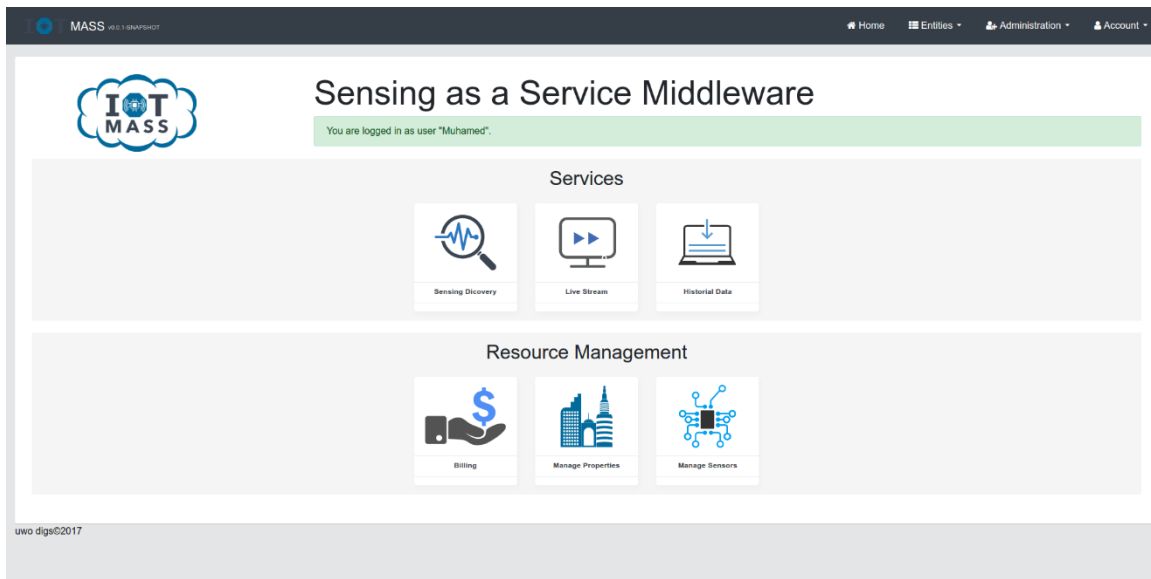 IOT MASS v0.0.1-SNAPSHOT Home Entities Administration Account
IOT
MASS
Sensing as a Service Middleware
You are logged in as user "Muhamed".
Services
Sensing Dicovery Live Stream Historial Data
Resource Management
$
Billing Manage Properties Manage Sensors
uwo digs©2017